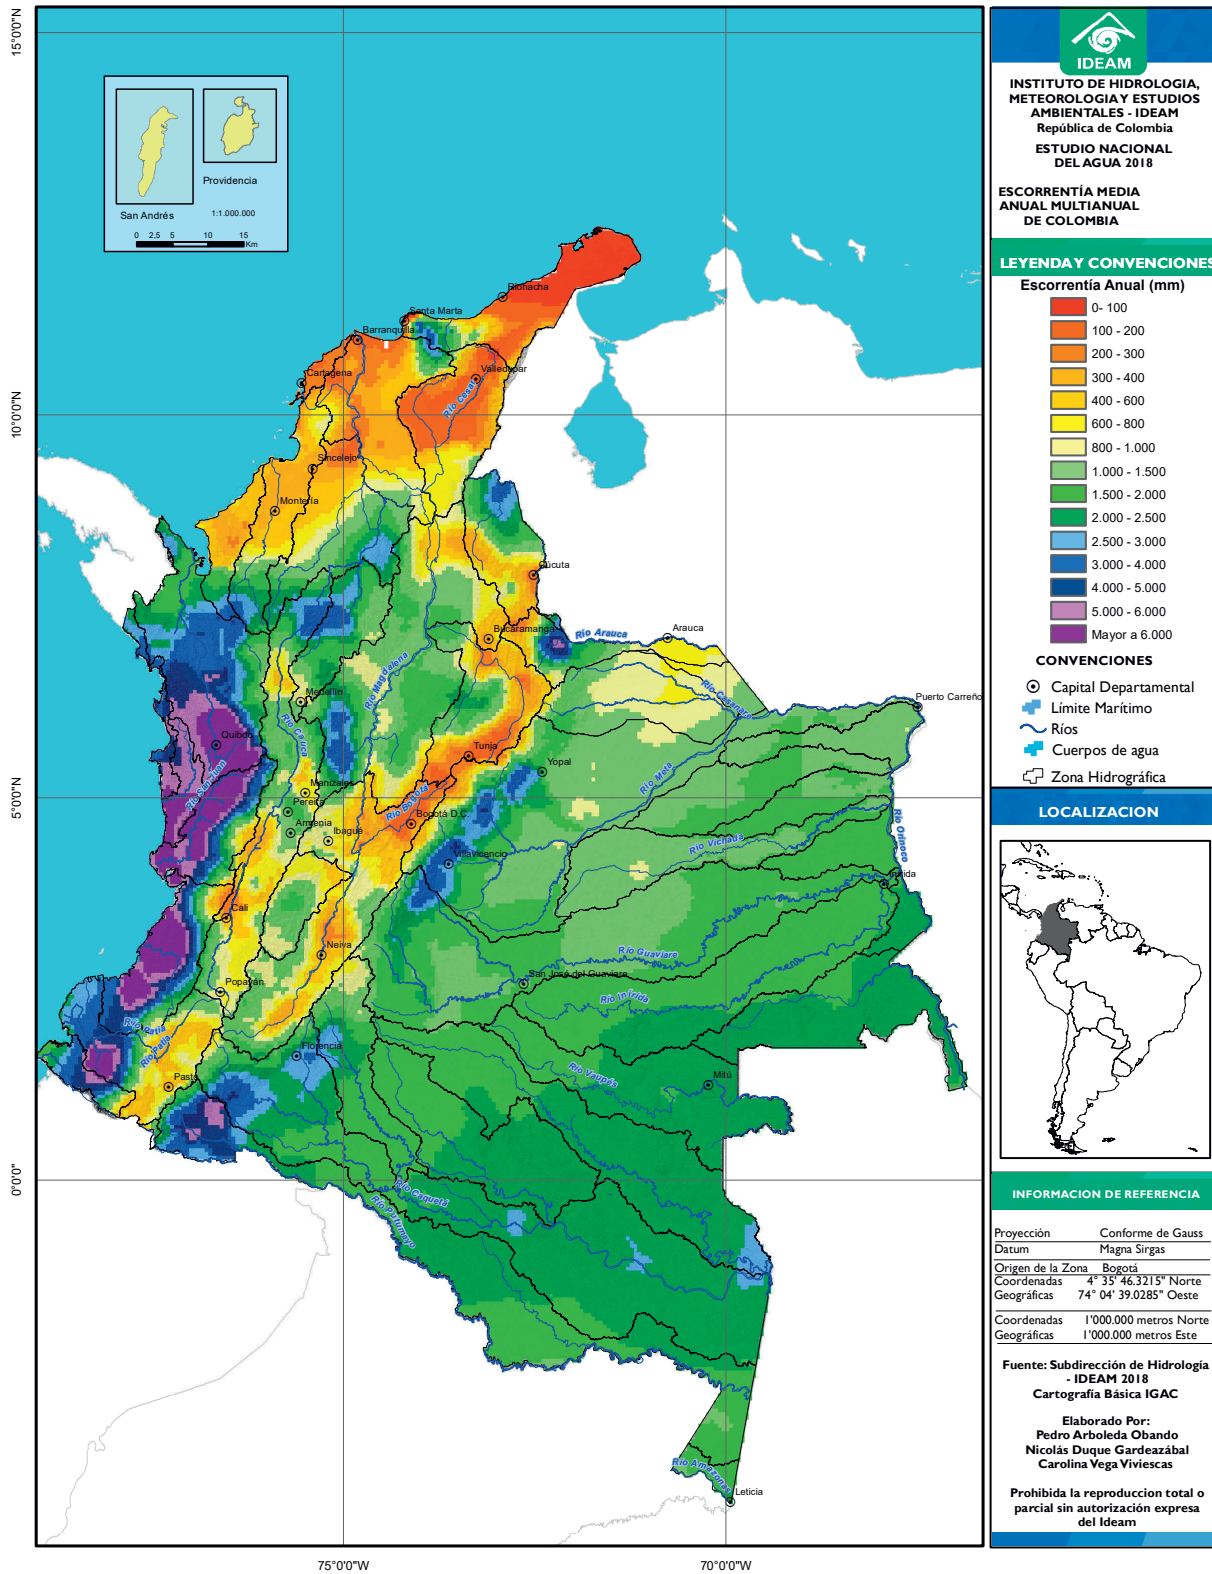 15°0'0"N
10°0'0"N
5°0'0"N
0°0'0"
75°0'0"W
70°0'0"W
San Andrés
Providencia
1:1.000.000
0 2,5 5 10 15
Km
Riohacha
Santa Marta
Barranquilla
Cartagena
Valledupar
Río Cesar
Sincelejo
Montería
Cúcuta
Bucaramanga
Río Arauca
Arauca
Río Magdalena
Río Casanare
Puerto Carreño
Medellín
Río Cauca
Quibdó
Río San Juan
Tunja
Yopal
Río Meta
Manizales
Pereira
Armenia
Ibagué
Río Bogotá
Bogotá D.C.
Villavicencio
Río Vichada
Río Orinoco
Inírida
Cali
Neiva
Río Guaviare
San José del Guaviare
Río Inírida
Popayán
Río Patía
Río Patía
Florencia
Pasto
Río Vaupés
Mitú
Río Caquetá
Río Putumayo
Río Amazonas
Leticia
IDEAM
INSTITUTO DE HIDROLOGIA,
METEOROLOGIA Y ESTUDIOS
AMBIENTALES - IDEAM
República de Colombia
ESTUDIO NACIONAL
DEL AGUA 2018
ESCORRENTÍA MEDIA
ANUAL MULTIANUAL
DE COLOMBIA
LEYENDA Y CONVENCIONES
Escorrentía Anual (mm)
0- 100
100 - 200
200 - 300
300 - 400
400 - 600
600 - 800
800 - 1.000
1.000 - 1.500
1.500 - 2.000
2.000 - 2.500
2.500 - 3.000
3.000 - 4.000
4.000 - 5.000
5.000 - 6.000
Mayor a 6.000
CONVENCIONES
Capital Departamental
Límite Marítimo
Ríos
Cuerpos de agua
Zona Hidrográfica
LOCALIZACION
INFORMACION DE REFERENCIA
Proyección Conforme de Gauss
Datum Magna Sirgas
Origen de la Zona Bogotá
Coordenadas 4° 35' 46.3215" Norte
Geográficas 74° 04' 39.0285" Oeste
Coordenadas 1'000.000 metros Norte
Geográficas 1'000.000 metros Este
Fuente: Subdirección de Hidrología
- IDEAM 2018
Cartografía Básica IGAC
Elaborado Por:
Pedro Arboleda Obando
Nicolás Duque Gardeazábal
Carolina Vega Viviescas
Prohibida la reproduccion total o
parcial sin autorización expresa
del Ideam